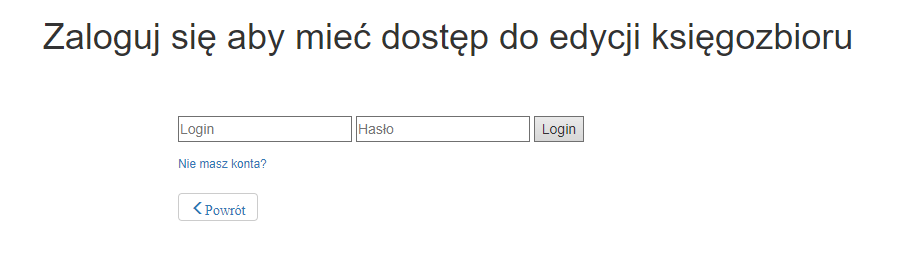 Zaloguj się aby mieć dostęp do edycji księgozbioru
Login Hasło Login
Nie masz konta?
Powrót